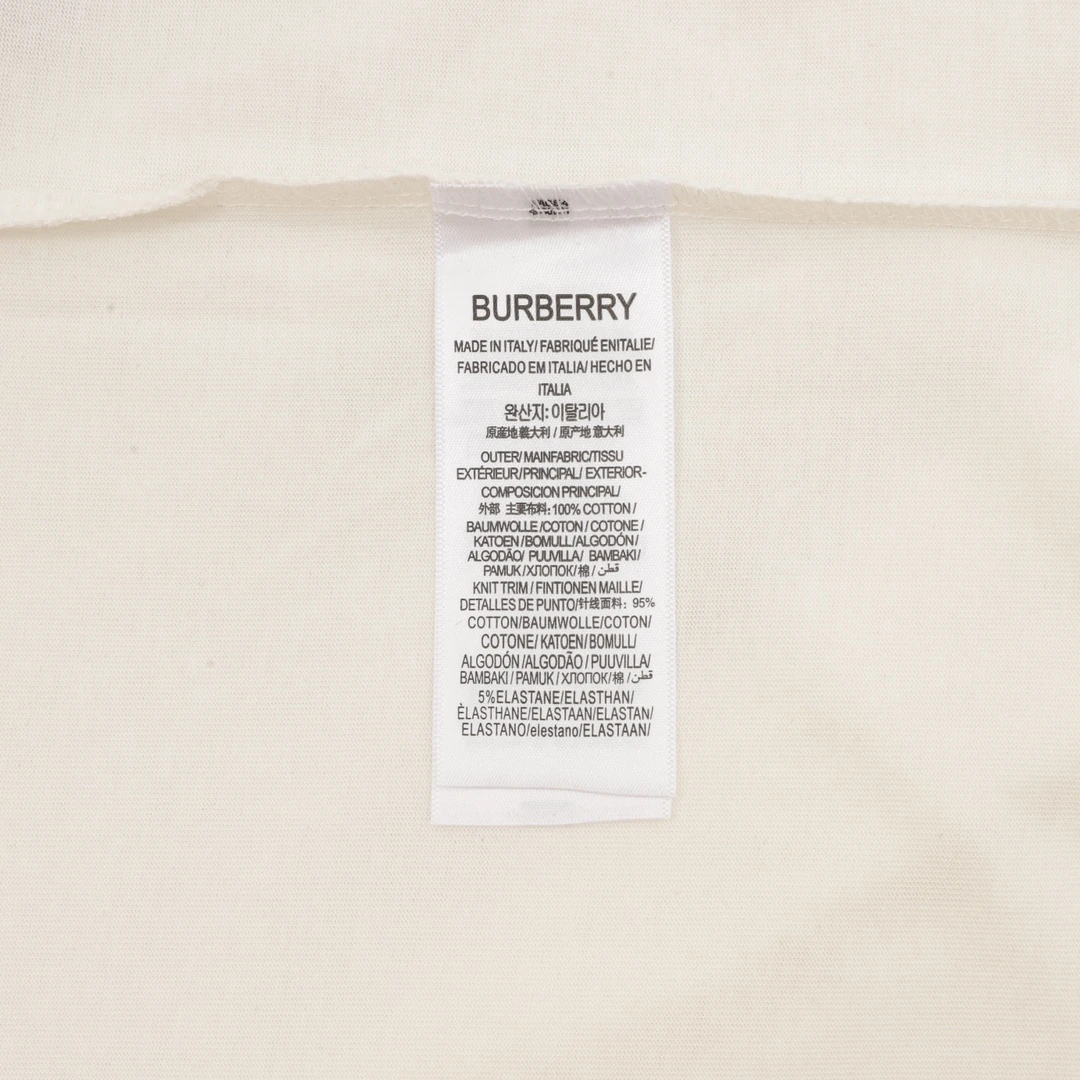 BURBERRY
MADE IN ITALY/ FABRIQUÉ ENITALIE/
FABRICADO EM ITALIA/ HECHO EN
ITALIA
완산지: 이탈리아
原産地義大利 / 原产地 意大利
OUTER/ MAINFABRIC/TISSU
EXTÉRIEUR/PRINCIPAL/ EXTERIOR-
COMPOSICION PRINCIPAL/
外部 主要布料: 100% COTTON /
BAUMWOLLE /COTON / COTONE /
KATOEN /BOMULL/ALGODÓN/
ALGODÃO/ PUUVILLA/ BAMBAKI/
PAMUK / ХЛОПОК/ 棉 / قطن
KNIT TRIM / FINTIONEN MAILLE/
DETALLES DE PUNTO/针线面料: 95%
COTTON/BAUMWOLLE/COTON/
COTONE/ KATOEN/ BOMULL/
ALGODÓN /ALGODÃO / PUUVILLA/
BAMBAKI / PAMUK / ХЛОПОК/ 棉 / قطن
5%ELASTANE/ELASTHAN/
ÈLASTHANE/ELASTAAN/ELASTAN/
ELASTANO/elestano/ELASTAAN/